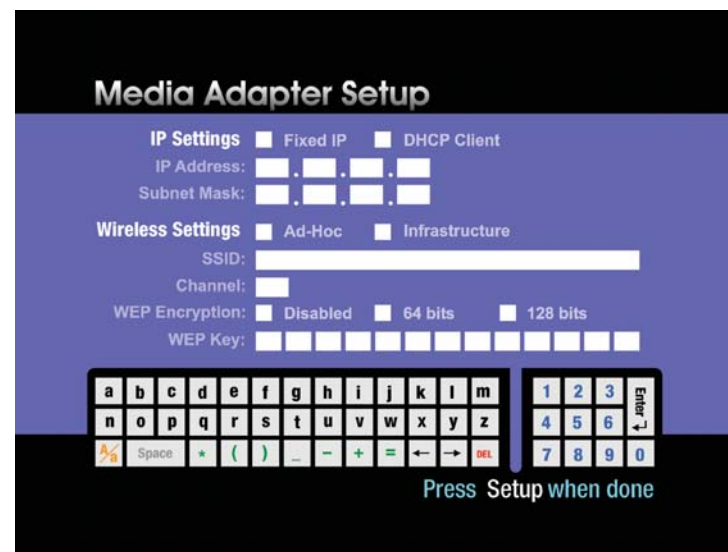 Media Adapter Setup
IP Settings Fixed IP DHCP Client
IP Address: . . .
Subnet Mask: . . .
Wireless Settings Ad-Hoc Infrastructure
SSID:
Channel:
WEP Encryption: Disabled 64 bits 128 bits
WEP Key:
a b c d e f g h i j k l m 1 2 3 Enter ↵
n o p q r s t u v w x y z 4 5 6
A/a Space * ( ) _ - + = ← → DEL 7 8 9 0
Press Setup when done